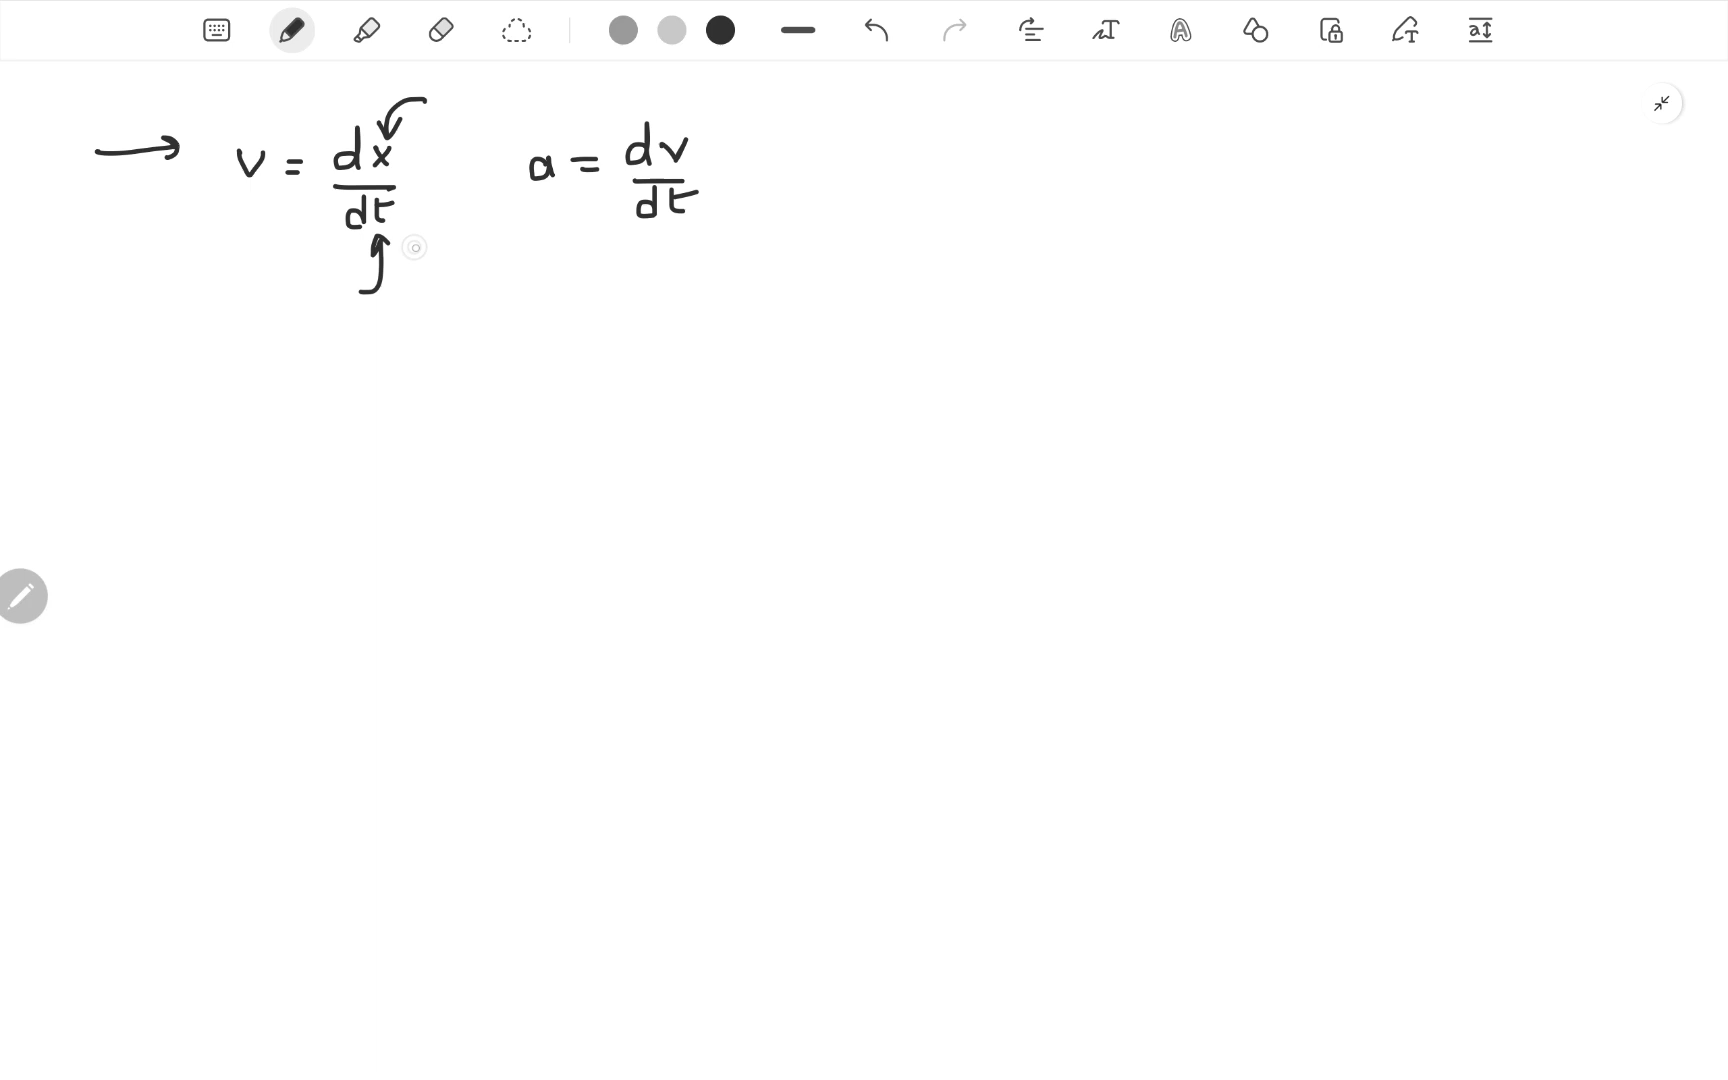 → v = dx/dt a = dv/dt